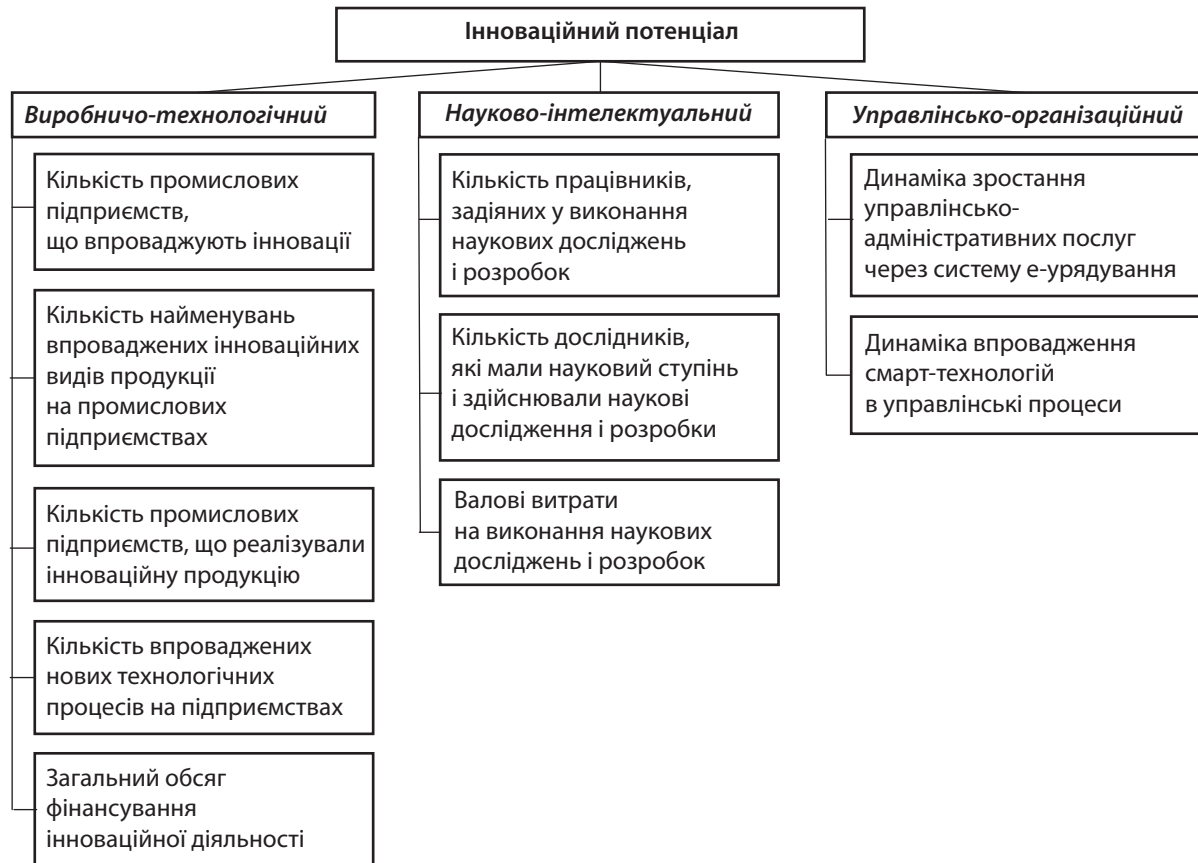 Інноваційний потенціал
Виробничо-технологічний
Кількість промислових
підприємств,
що впроваджують інновації
Кількість найменувань
впроваджених інноваційних
видів продукції
на промислових
підприємствах
Кількість промислових
підприємств, що реалізували
інноваційну продукцію
Кількість впроваджених
нових технологічних
процесів на підприємствах
Загальний обсяг
фінансування
інноваційної діяльності
Науково-інтелектуальний
Кількість працівників,
задіяних у виконання
наукових досліджень
і розробок
Кількість дослідників,
які мали науковий ступінь
і здійснювали наукові
дослідження і розробки
Валові витрати
на виконання наукових
досліджень і розробок
Управлінсько-організаційний
Динаміка зростання
управлінсько-
адміністративних послуг
через систему е-урядування
Динаміка впровадження
смарт-технологій
в управлінські процеси